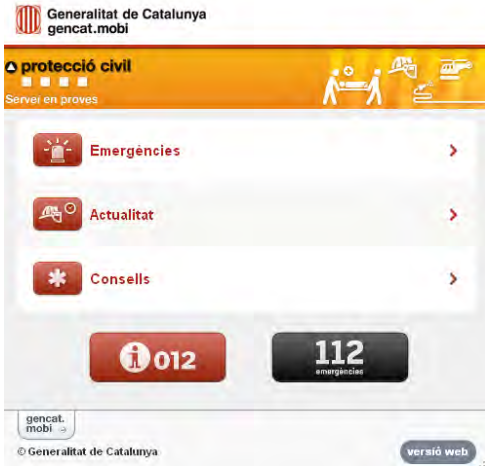 Generalitat de Catalunya
gencat.mobi
protecció civil
Servei en proves
Emergències
Actualitat
Consells
012
112
emergències
gencat.
mobi
© Generalitat de Catalunya
versió web